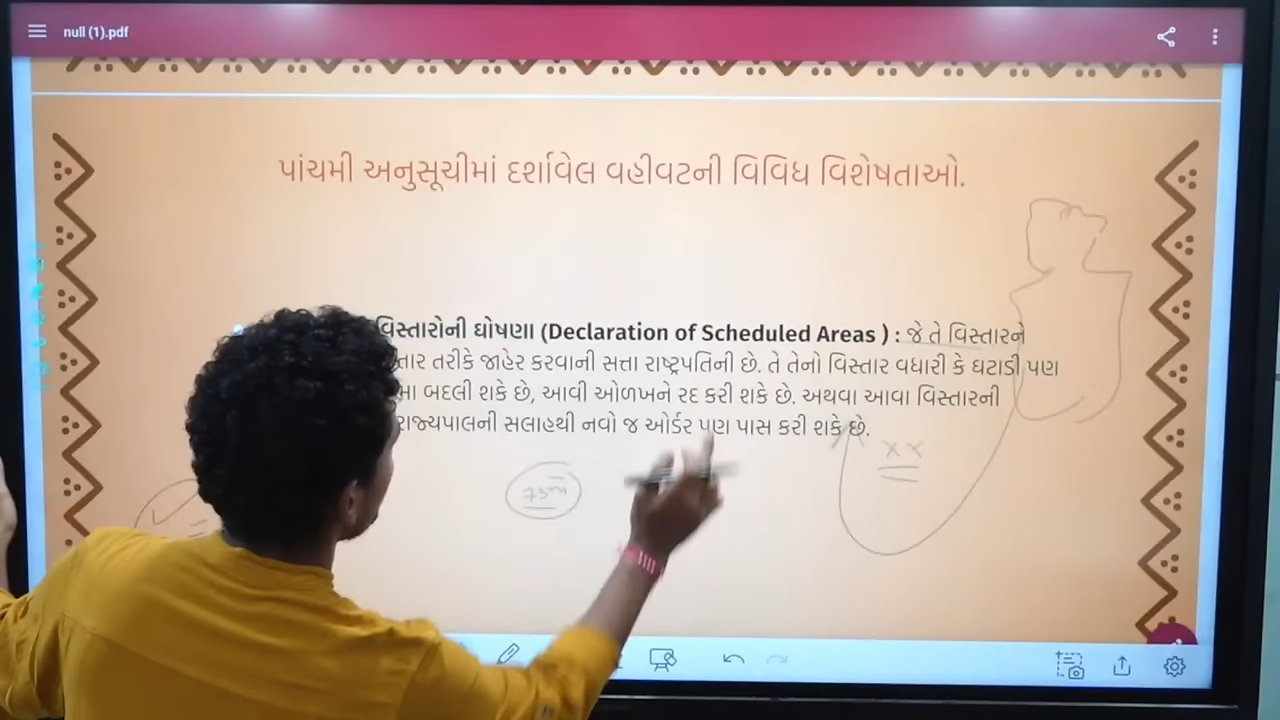 null (1).pdf
પાંચમી અનુસૂચીમાં દર્શાવેલ વહીવટની વિવિધ વિશેષતાઓ.
વિસ્તારોની ઘોષણા (Declaration of Scheduled Areas ) : જે તે વિસ્તારને
તરીકે જાહેર કરવાની સત્તા રાષ્ટ્રપતિની છે. તે તેનો વિસ્તાર વધારી કે ઘટાડી પણ
બદલી શકે છે, આવી ઓળખને રદ કરી શકે છે. અથવા આવા વિસ્તારની
રાજ્યપાલની સલાહથી નવો જ ઓર્ડર પણ પાસ કરી શકે છે.
xx